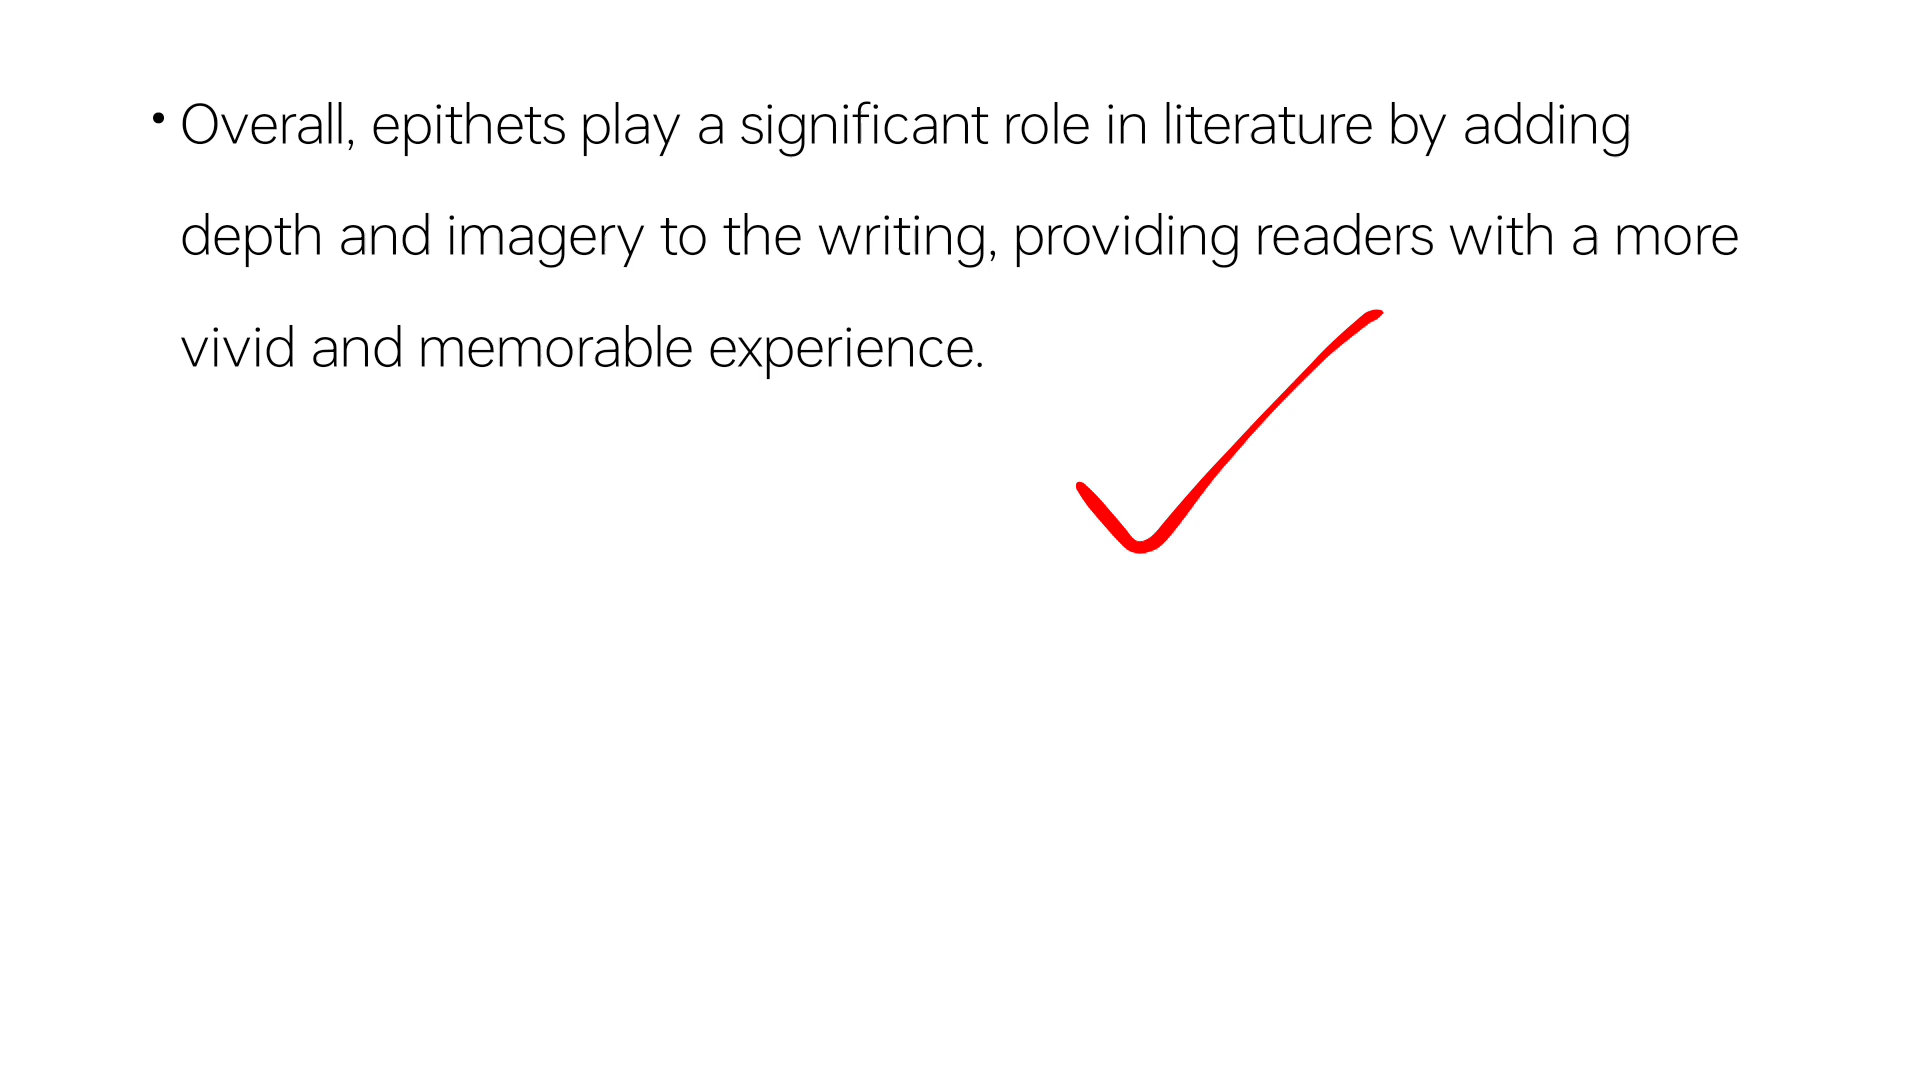 • Overall, epithets play a significant role in literature by adding
depth and imagery to the writing, providing readers with a more
vivid and memorable experience.